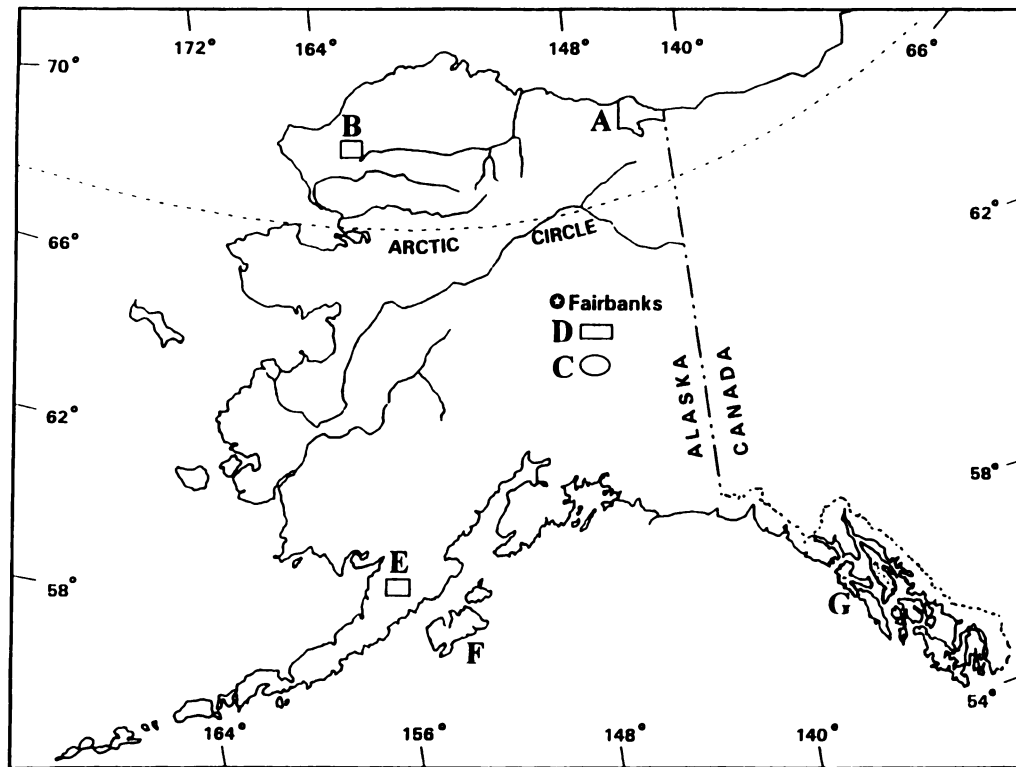 172° 164° 148° 140° 66°
70°
B
A
62°
66°
ARCTIC CIRCLE
Fairbanks
D
C
ALASKA
CANADA
62°
58°
E
58°
G
F
54°
164° 156° 148° 140°